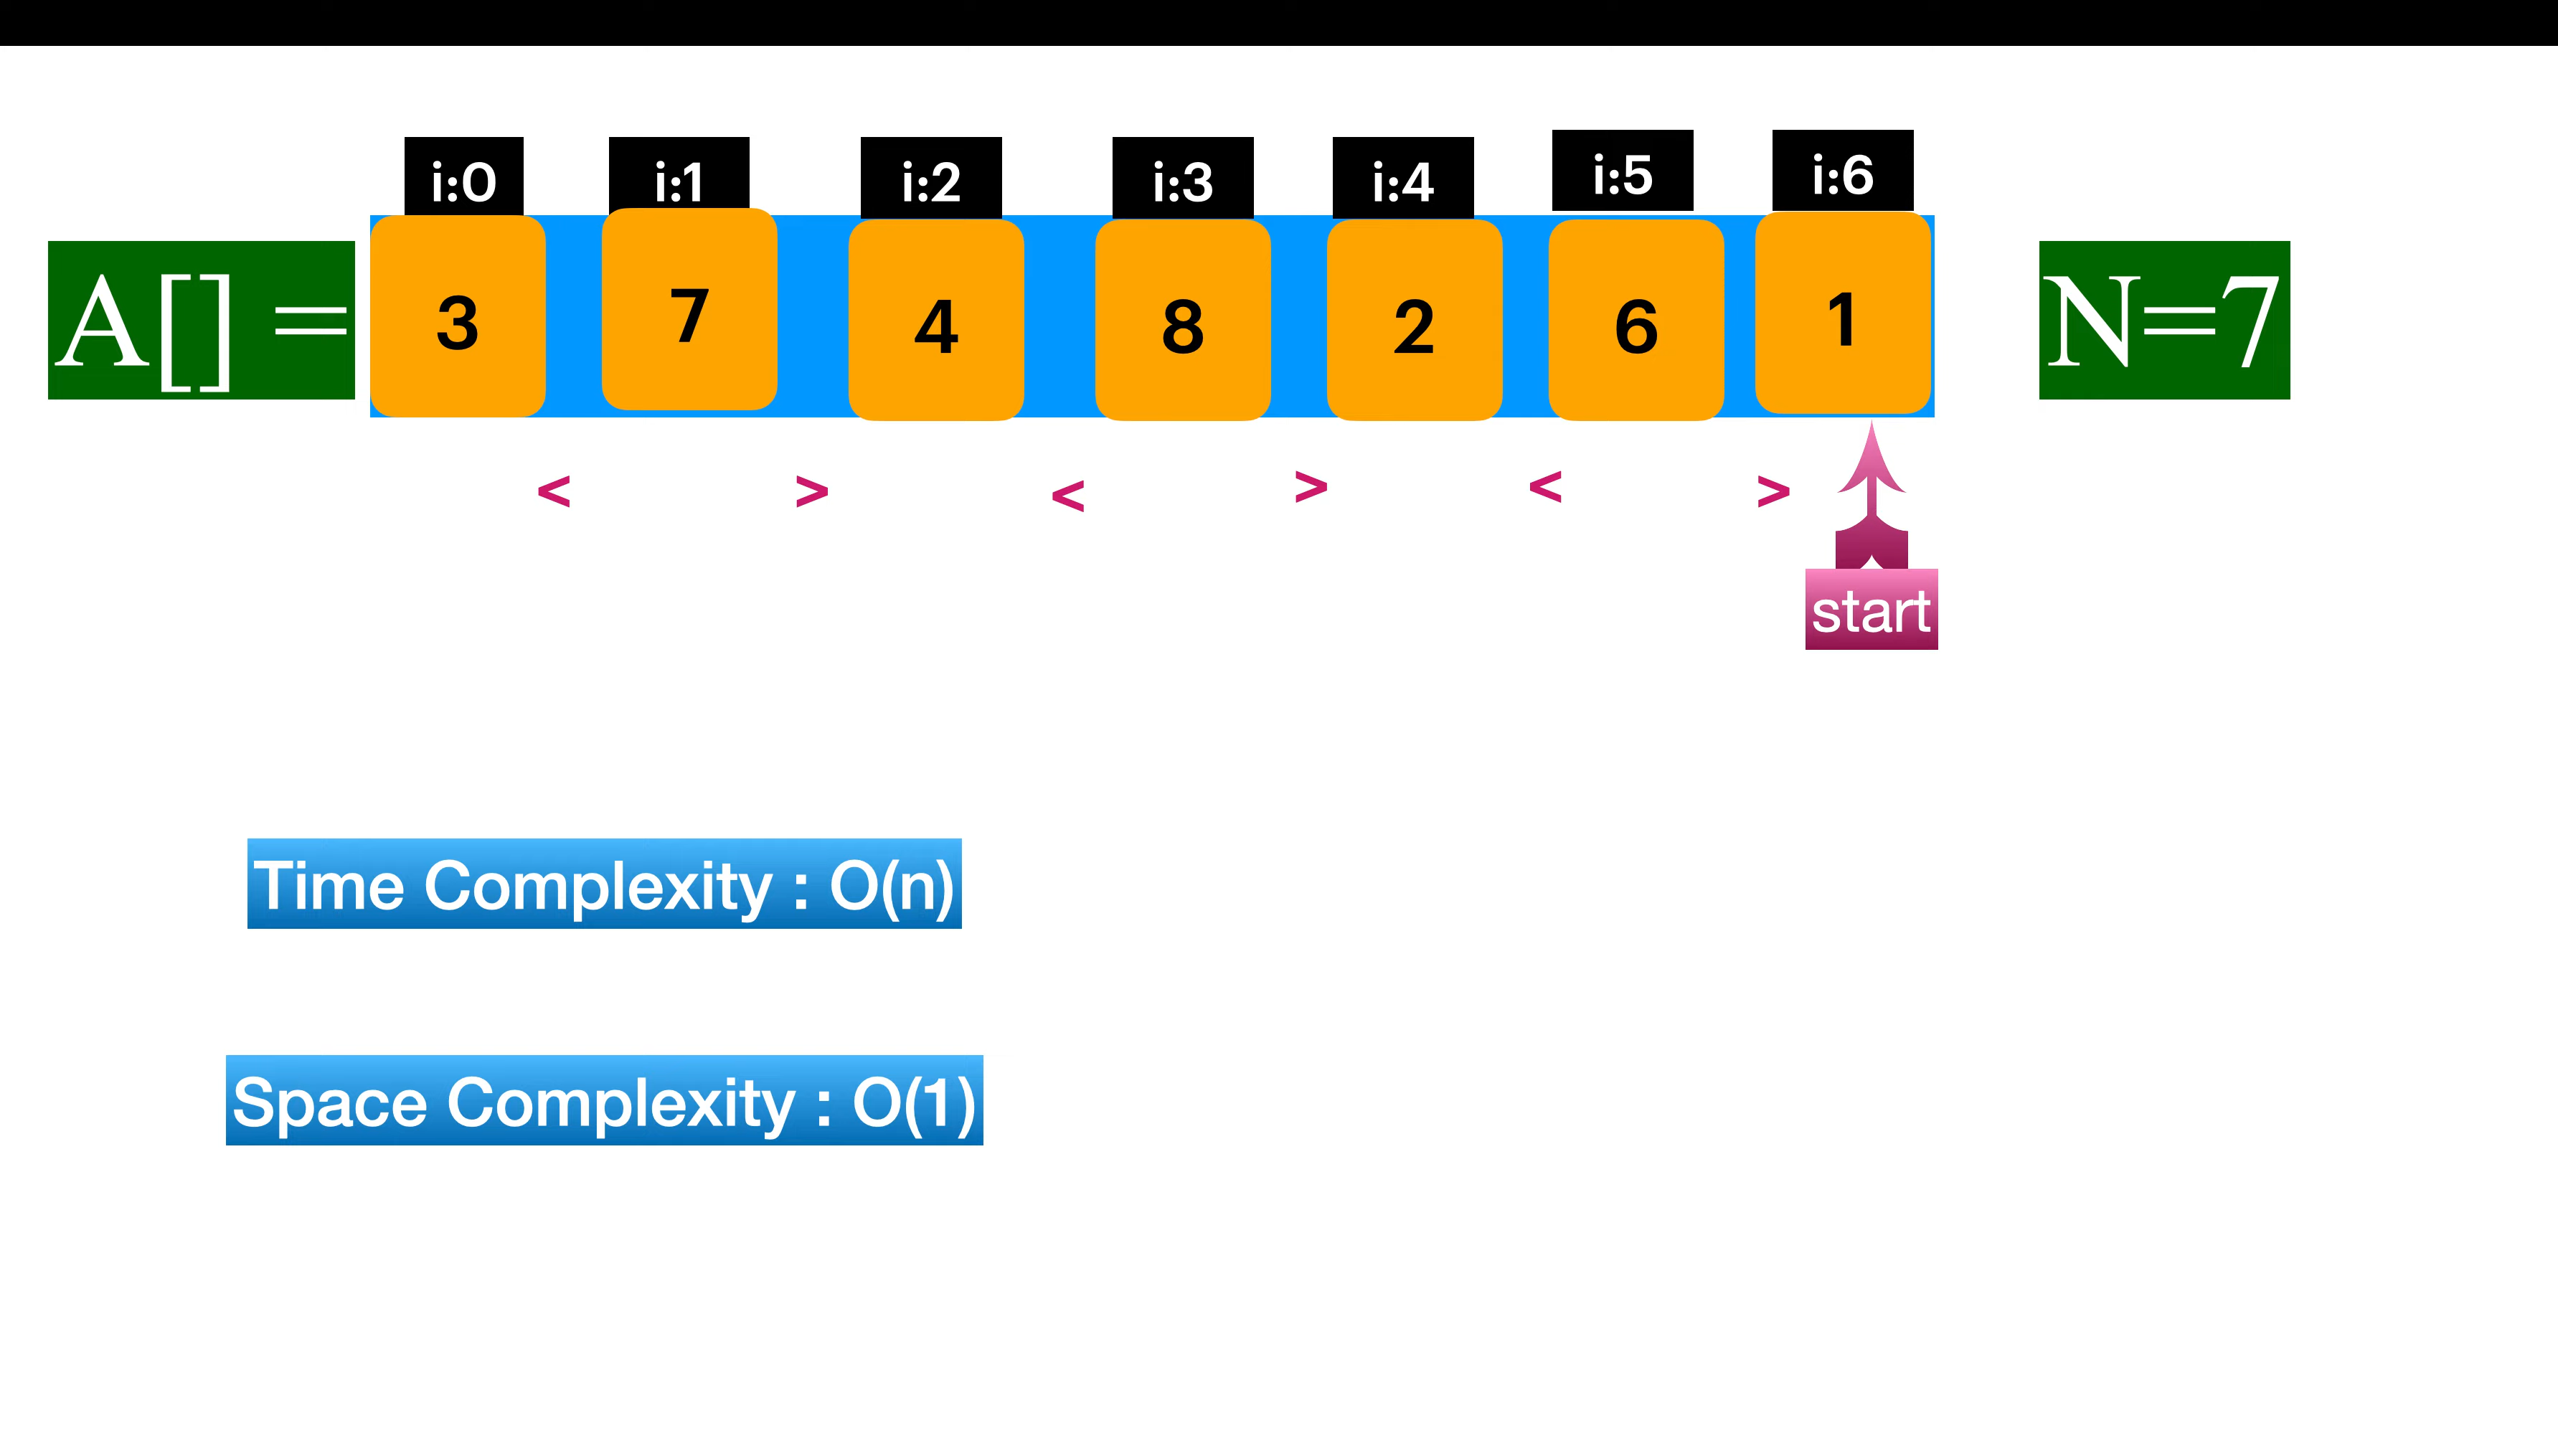 i:0 i:1 i:2 i:3 i:4 i:5 i:6
A[] = 3 7 4 8 2 6 1 N=7
< > < > < >
start
Time Complexity : O(n)
Space Complexity : O(1)